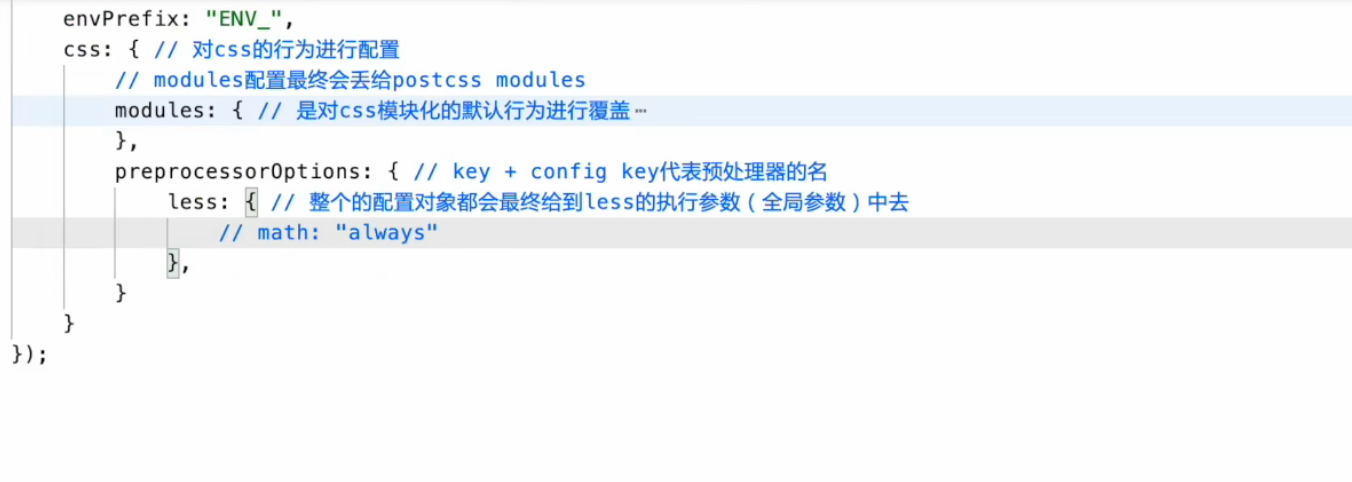 envPrefix: "ENV_",
css: { // 对css的行为进行配置
// modules配置最终会丢给postcss modules
modules: { // 是对css模块化的默认行为进行覆盖⋯
},
preprocessorOptions: { // key + config key代表预处理器的名
less: { // 整个的配置对象都会最终给到less的执行参数（全局参数）中去
// math: "always"
},
}
}
});